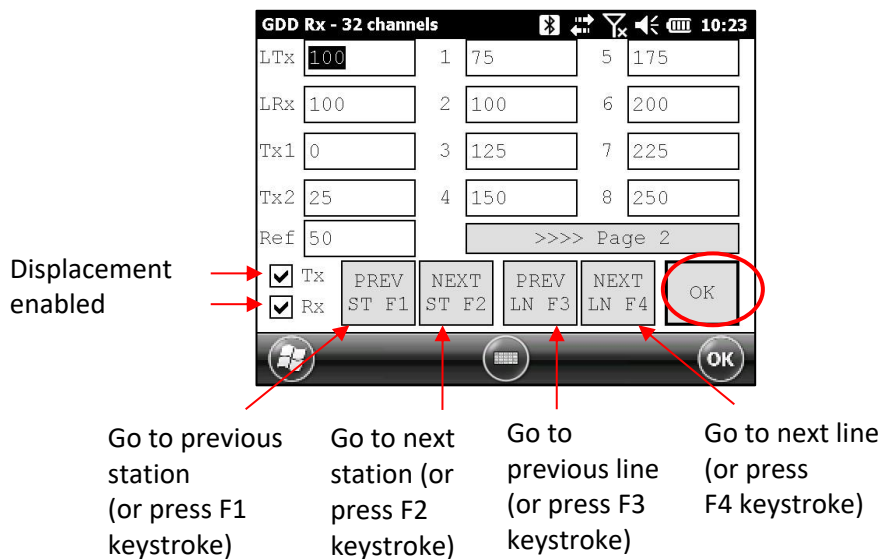 GDD Rx - 32 channels 10:23
LTx 100 1 75 5 175
LRx 100 2 100 6 200
Tx1 0 3 125 7 225
Tx2 25 4 150 8 250
Ref 50 >>>> Page 2
Displacement
enabled
Tx
Rx
PREV
ST F1
NEXT
ST F2
PREV
LN F3
NEXT
LN F4
OK
OK
Go to previous
station
(or press F1
keystroke)
Go to next
station (or
press F2
keystroke)
Go to
previous line
(or press F3
keystroke)
Go to next line
(or press
F4 keystroke)